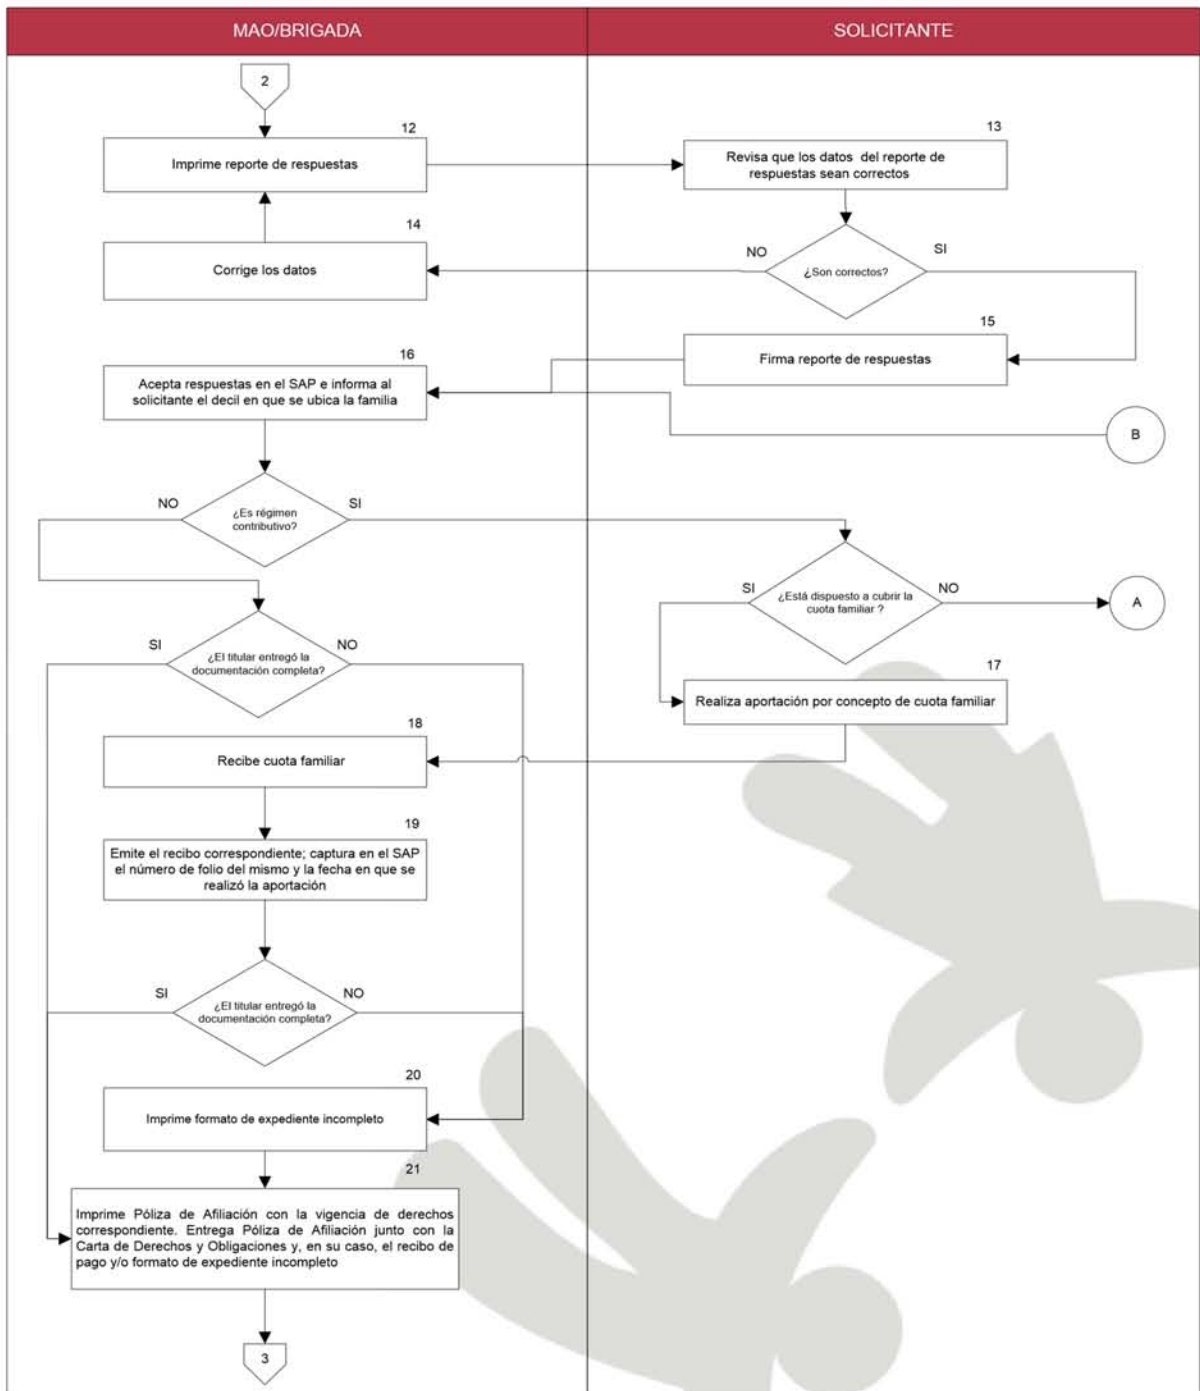 MAO/BRIGADA
SOLICITANTE
2
12
Imprime reporte de respuestas
13
Revisa que los datos del reporte de
respuestas sean correctos
14
Corrige los datos
NO
¿Son correctos?
SI
15
Firma reporte de respuestas
16
Acepta respuestas en el SAP e informa al
solicitante el decil en que se ubica la familia
B
NO
¿Es régimen
contributivo?
SI
SI
¿Está dispuesto a cubrir la
cuota familiar ?
NO
A
SI
¿El titular entregó la
documentación completa?
NO
17
Realiza aportación por concepto de cuota familiar
18
Recibe cuota familiar
19
Emite el recibo correspondiente; captura en el SAP
el número de folio del mismo y la fecha en que se
realizó la aportación
SI
¿El titular entregó la
documentación completa?
NO
20
Imprime formato de expediente incompleto
21
Imprime Póliza de Afiliación con la vigencia de derechos
correspondiente. Entrega Póliza de Afiliación junto con la
Carta de Derechos y Obligaciones y, en su caso, el recibo de
pago y/o formato de expediente incompleto
3